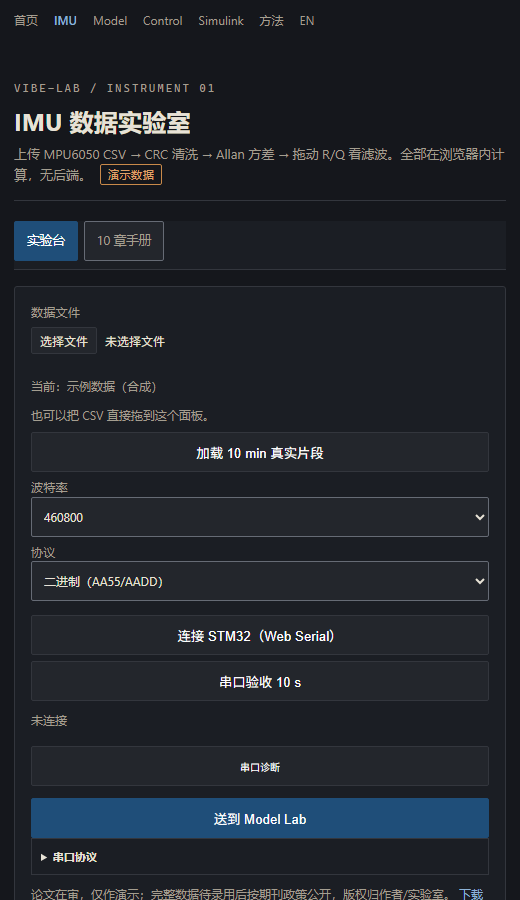 首页 IMU Model Control Simulink 方法 EN
VIBE-LAB / INSTRUMENT 01
IMU 数据实验室
上传 MPU6050 CSV → CRC 清洗 → Allan 方差 → 拖动 R/Q 看滤波。全部在浏览器内计
算，无后端。 演示数据
实验台 10 章手册
数据文件
选择文件 未选择文件
当前：示例数据（合成）
也可以把 CSV 直接拖到这个面板。
加载 10 min 真实片段
波特率
460800
协议
二进制（AA55/AADD）
连接 STM32（Web Serial）
串口验收 10 s
未连接
串口诊断
送到 Model Lab
▶ 串口协议
论文在审，仅作演示；完整数据待录用后按期刊政策公开，版权归作者/实验室。 下载